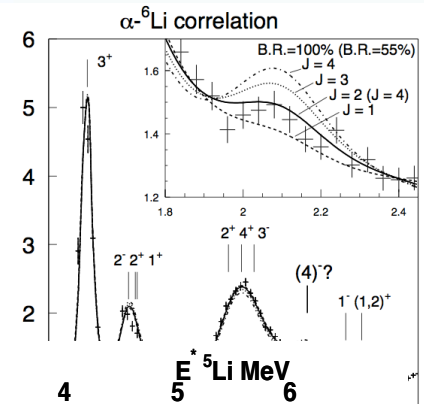 α-⁶Li correlation
6
5
4
3
2
3⁺
2⁻ 2⁺ 1⁺
2⁺ 4⁺ 3⁻
(4)⁻?
1⁻ (1,2)⁺
B.R.=100% (B.R.=55%)
J = 4
J = 3
J = 2 (J = 4)
J = 1
1.6
1.4
1.2
1.8 2 2.2 2.4
E* ⁵Li MeV
4 5 6